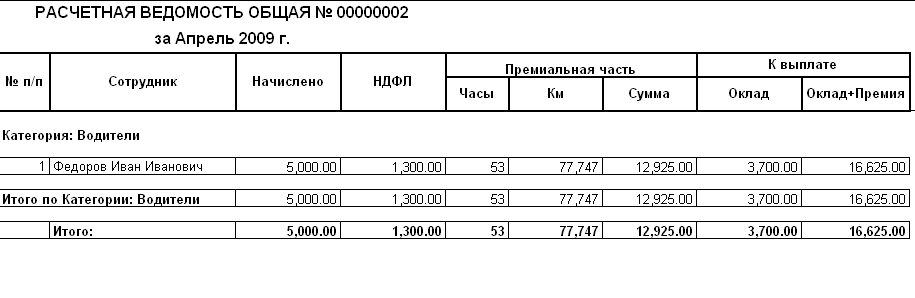 РАСЧЕТНАЯ ВЕДОМОСТЬ ОБЩАЯ № 00000002
за Апрель 2009 г.
№ п/п Сотрудник Начислено НДФЛ Премиальная часть К выплате
Часы Км Сумма Оклад Оклад+Премия
Категория: Водители
1 Федоров Иван Иванович 5,000.00 1,300.00 53 77,747 12,925.00 3,700.00 16,625.00
Итого по Категории: Водители 5,000.00 1,300.00 53 77,747 12,925.00 3,700.00 16,625.00
Итого: 5,000.00 1,300.00 53 77,747 12,925.00 3,700.00 16,625.00